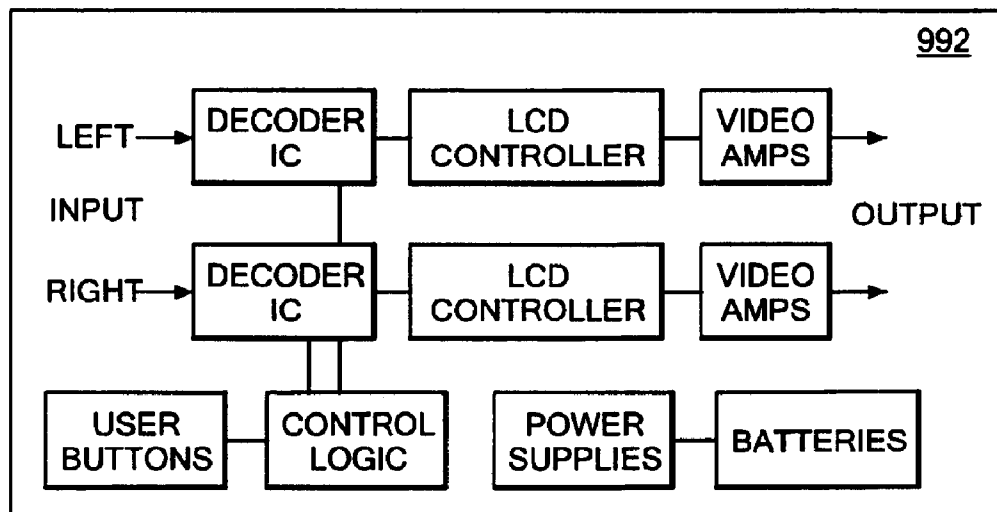 992
LEFT
DECODER
IC
LCD
CONTROLLER
VIDEO
AMPS
INPUT
OUTPUT
RIGHT
DECODER
IC
LCD
CONTROLLER
VIDEO
AMPS
USER
BUTTONS
CONTROL
LOGIC
POWER
SUPPLIES
BATTERIES